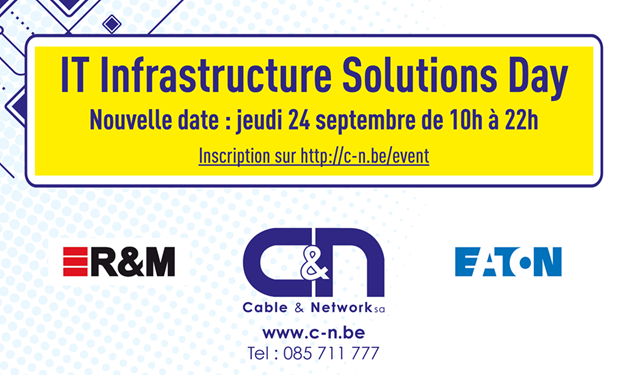 IT Infrastructure Solutions Day
Nouvelle date : jeudi 24 septembre de 10h à 22h
Inscription sur http://c-n.be/event
R&M
C&n
EATON
Cable & Network sa
www.c-n.be
Tel : 085 711 777